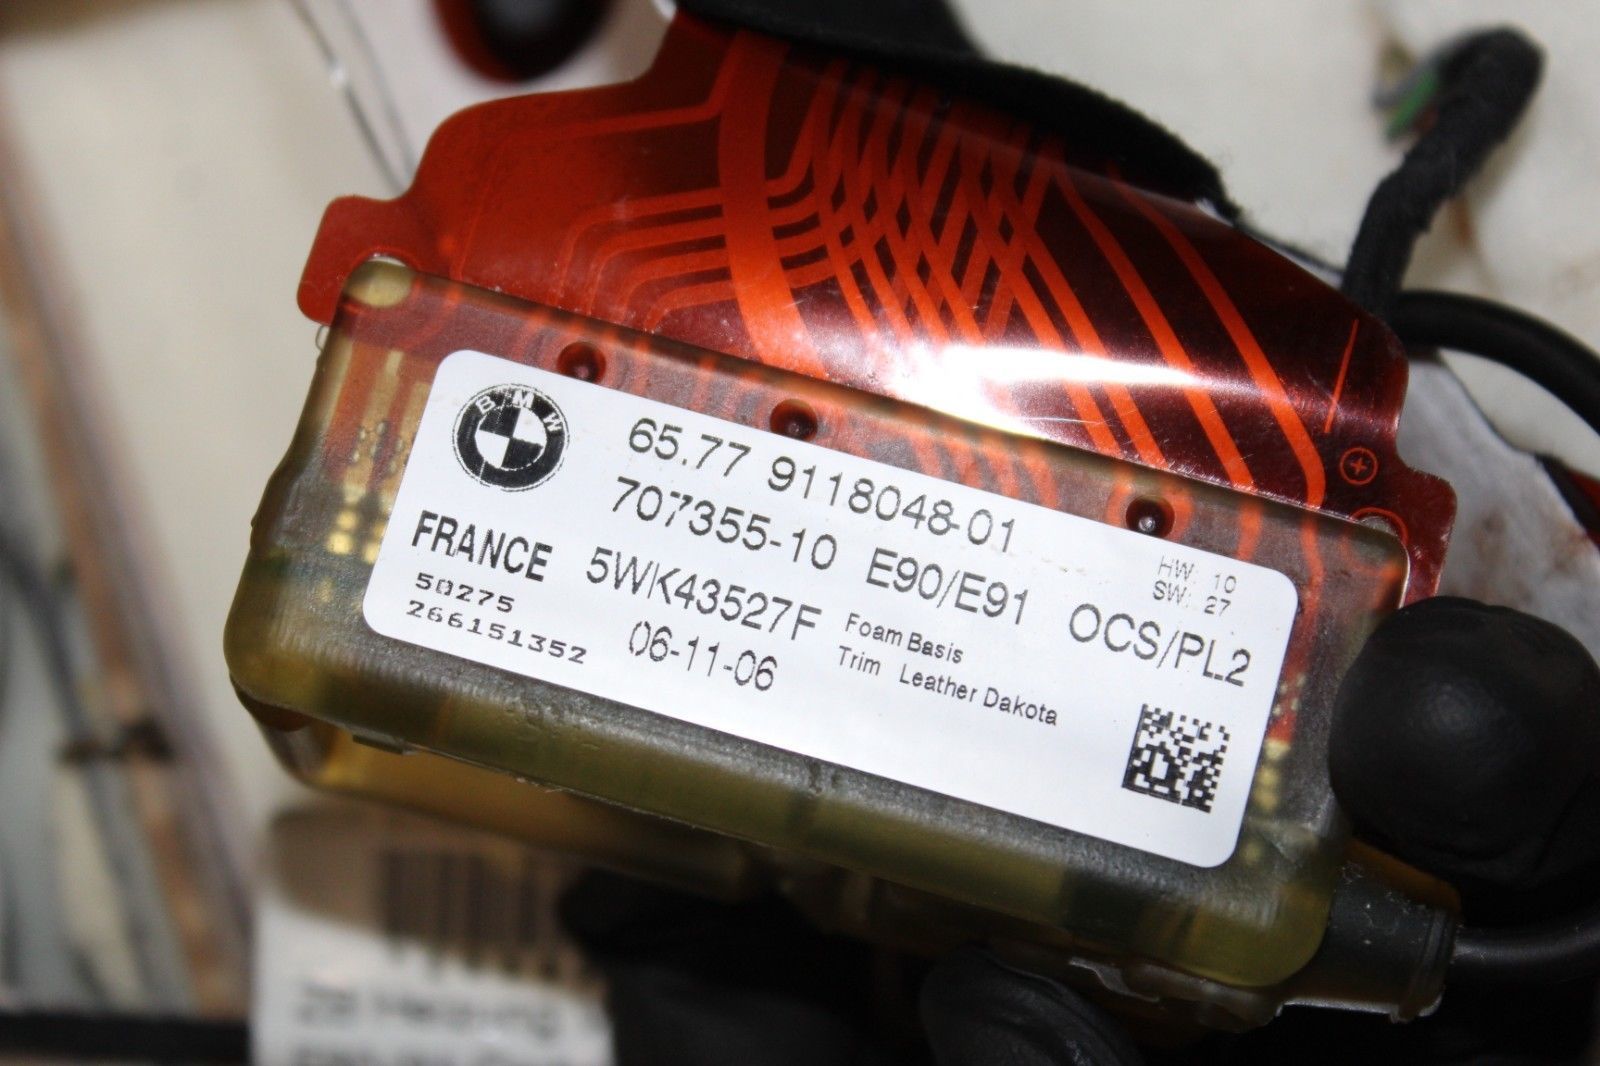 BMW
65.77 9118048-01
707355-10 E90/E91 OCS/PL2
HW: 10
SW: 27
FRANCE 5WK43527F
Foam Basis
Trim Leather Dakota
50275
266151352
06-11-06